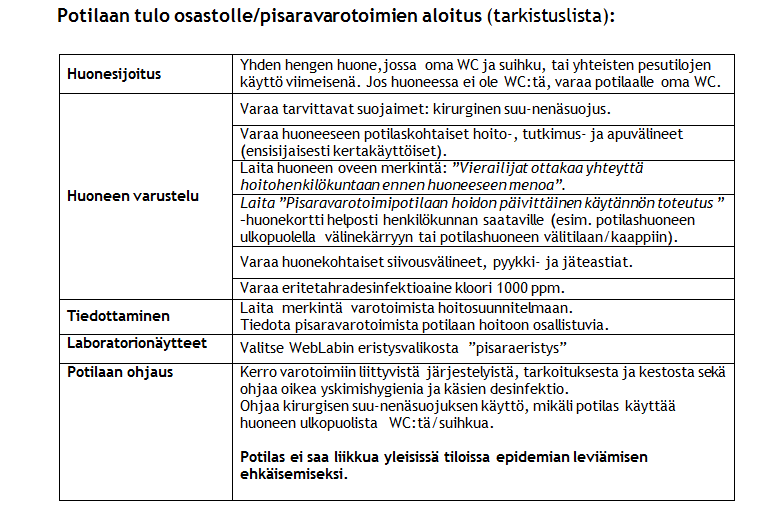 Potilaan tulo osastolle/pisaravarotoimien aloitus (tarkistuslista):
Huonesijoitus
Yhden hengen huone, jossa oma WC ja suihku, tai yhteisten pesutilojen
käyttö viimeisenä. Jos huoneessa ei ole WC:tä, varaa potilaalle oma WC.
Huoneen varustelu
Varaa tarvittavat suojaimet: kirurginen suu-nenäsuojus.
Varaa huoneeseen potilaskohtaiset hoito-, tutkimus- ja apuvälineet
(ensisijaisesti kertakäyttöiset).
Laita huoneen oveen merkintä: ”Vierailijat ottakaa yhteyttä
hoitohenkilökuntaan ennen huoneeseen menoa”.
Laita ”Pisaravarotoimipotilaan hoidon päivittäinen käytännön toteutus ”
–huonekortti helposti henkilökunnan saataville (esim. potilashuoneen
ulkopuolella välinekärryyn tai potilashuoneen välitilaan/kaappiin).
Varaa huonekohtaiset siivousvälineet, pyykki- ja jäteastiat.
Varaa eritetahradesinfektioaine kloori 1000 ppm.
Tiedottaminen
Laita merkintä varotoimista hoitosuunnitelmaan.
Tiedota pisaravarotoimista potilaan hoitoon osallistuvia.
Laboratorionäytteet
Valitse WebLabin eristysvalikosta ”pisaraeristys”
Potilaan ohjaus
Kerro varotoimiin liittyvistä järjestelyistä, tarkoituksesta ja kestosta sekä
ohjaa oikea yskimishygienia ja käsien desinfektio.
Ohjaa kirurgisen suu-nenäsuojuksen käyttö, mikäli potilas käyttää
huoneen ulkopuolista WC:tä/suihkua.
Potilas ei saa liikkua yleisissä tiloissa epidemian leviämisen
ehkäisemiseksi.